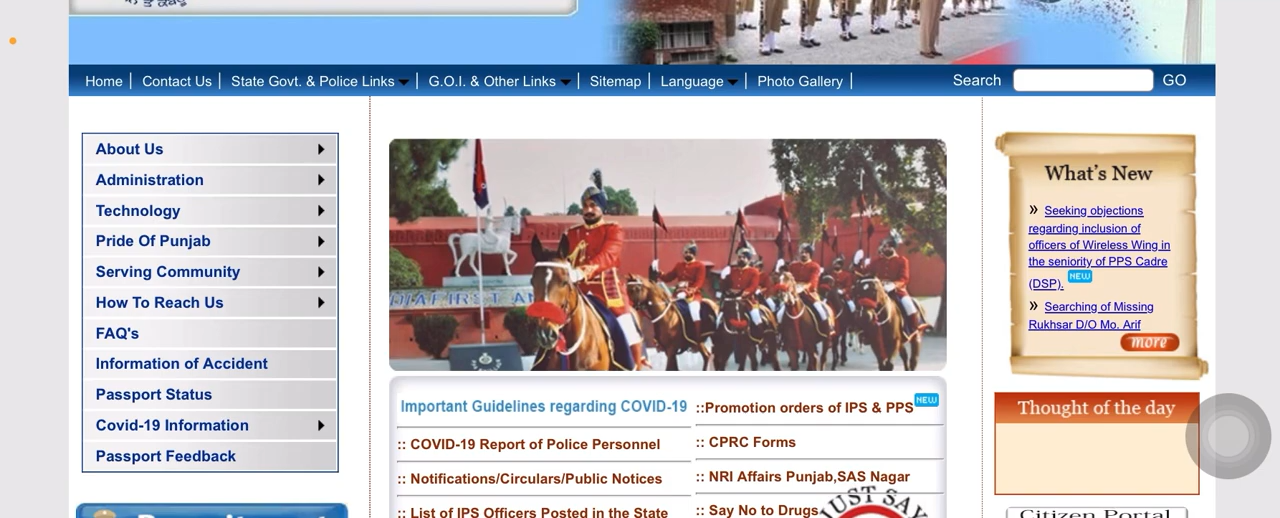 Home | Contact Us | State Govt. & Police Links | G.O.I. & Other Links | Sitemap | Language | Photo Gallery | Search GO
About Us
Administration
Technology
Pride Of Punjab
Serving Community
How To Reach Us
FAQ's
Information of Accident
Passport Status
Covid-19 Information
Passport Feedback
Important Guidelines regarding COVID-19
:: COVID-19 Report of Police Personnel
:: Notifications/Circulars/Public Notices
:: List of IPS Officers Posted in the State
::Promotion orders of IPS & PPS NEW
:: CPRC Forms
:: NRI Affairs Punjab,SAS Nagar
:: Say No to Drugs
JUST SAY
What's New
» Seeking objections
regarding inclusion of
officers of Wireless Wing in
the seniority of PPS Cadre
(DSP). NEW
» Searching of Missing
Rukhsar D/O Mo. Arif
more
Thought of the day
Citizen Portal